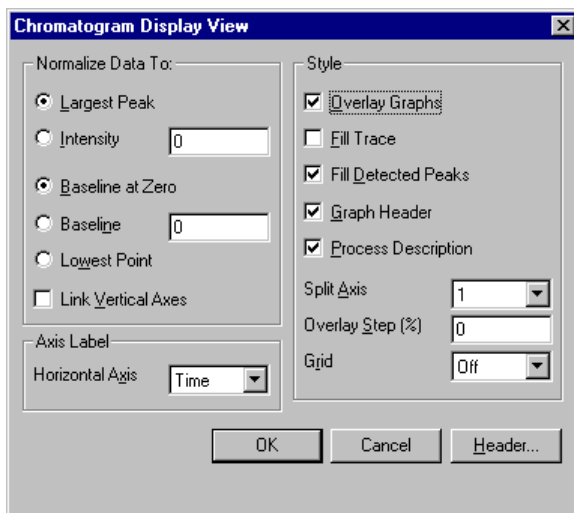 Chromatogram Display View
Normalize Data To:
Largest Peak
Intensity 0
Baseline at Zero
Baseline 0
Lowest Point
Link Vertical Axes
Axis Label
Horizontal Axis Time
Style
Overlay Graphs
Fill Trace
Fill Detected Peaks
Graph Header
Process Description
Split Axis 1
Overlay Step (%) 0
Grid Off
OK Cancel Header...